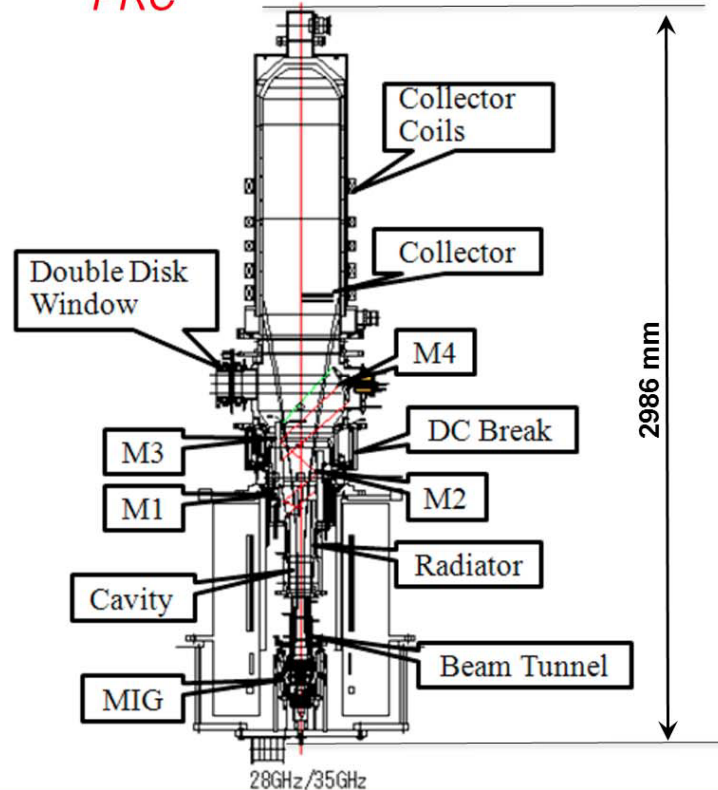 Collector
Coils
Collector
Double Disk
Window
M4
2986 mm
DC Break
M3
M2
M1
Radiator
Cavity
Beam Tunnel
MIG
28GHz/35GHz